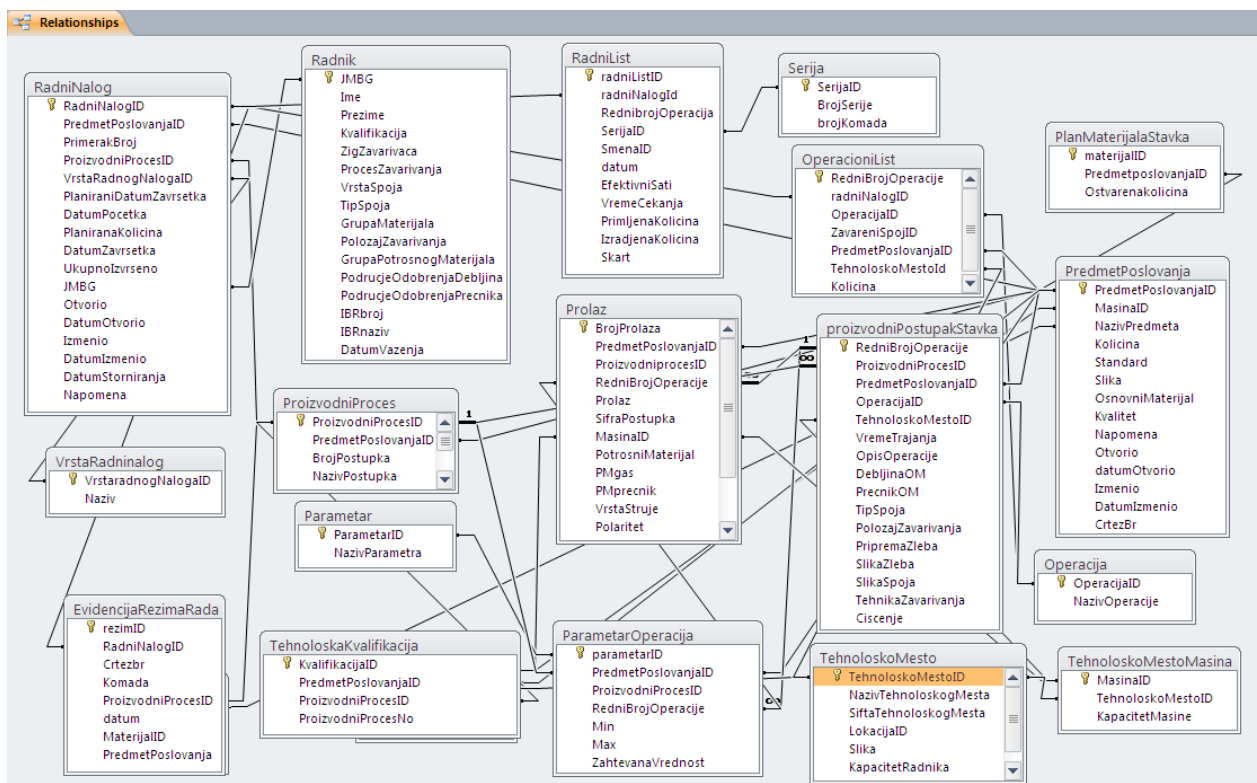 Relationships
RadniNalog
RadniNalogID
PredmetPoslovanjaID
PrimerakBroj
ProizvodniProcesID
VrstaRadnogNalogaID
PlaniraniDatumZavrsetka
DatumPocetka
PlaniranaKolicina
DatumZavrsetka
UkupnoIzvrseno
JMBG
Otvorio
DatumOtvorio
Izmenio
DatumIzmenio
DatumStorniranja
Napomena
Radnik
JMBG
Ime
Prezime
Kvalifikacija
ZigZavarivaca
ProcesZavarivanja
VrstaSpoja
TipSpoja
GrupaMaterijala
PolozajZavarivanja
GrupaPotrosnogMaterijala
PodrucjeOdobrenjaDebljina
PodrucjeOdobrenjaPrecnika
IBRbroj
IBRnaziv
DatumVazenja
RadniList
radniListID
radniNalogId
RednibrojOperacija
SerijaID
SmenaID
datum
EfektivniSati
VremeCekanja
PrimljenaKolicina
IzradjenaKolicina
Skart
Serija
SerijaID
BrojSerije
brojKomada
OperacioniList
RedniBrojOperacije
radniNalogID
OperacijaID
ZavareniSpojID
PredmetPoslovanjaID
TehnoloskoMestoId
Kolicina
PlanMaterijalaStavka
materijalID
PredmetposlovanjaID
Ostvarenakolicina
PredmetPoslovanja
PredmetPoslovanjaID
MasinaID
NazivPredmeta
Kolicina
Standard
Slika
OsnovniMaterijal
Kvalitet
Napomena
Otvorio
datumOtvorio
Izmenio
DatumIzmenio
CrtezBr
Prolaz
BrojProlaza
PredmetPoslovanjaID
ProizvodniprocesID
RedniBrojOperacije
Prolaz
SifraPostupka
MasinaID
PotrosniMaterijal
PMgas
PMprecnik
VrstaStruje
Polaritet
proizvodniPostupakStavka
RedniBrojOperacije
ProizvodniProcesID
PredmetPoslovanjaID
OperacijaID
TehnoloskoMestoID
VremeTrajanja
OpisOperacije
DebljinaOM
PrecnikOM
TipSpoja
PolozajZavarivanja
PripremaZleba
SlikaZleba
SlikaSpoja
TehnikaZavarivanja
Ciscenje
ProizvodniProces
ProizvodniProcesID
PredmetPoslovanjaID
BrojPostupka
NazivPostupka
1
1
VrstaRadninalog
VrstaradnogNalogaID
Naziv
Parametar
ParametarID
NazivParametra
Operacija
OperacijaID
NazivOperacije
EvidencijaRezimaRada
rezimID
RadniNalogID
Crtezbr
Komada
ProizvodniProcesID
datum
MaterijalID
PredmetPoslovanja
TehnoloskaKvalifikacija
KvalifikacijaID
PredmetPoslovanjaID
ProizvodniProcesID
ProizvodniProcesNo
ParametarOperacija
parametarID
PredmetPoslovanjaID
ProizvodniProcesID
RedniBrojOperacije
Min
Max
ZahtevanaVrednost
TehnoloskoMesto
TehnoloskoMestoID
NazivTehnoloskogMesta
SiftaTehnoloskogMesta
LokacijaID
Slika
KapacitetRadnika
TehnoloskoMestoMasina
MasinaID
TehnoloskoMestoID
KapacitetMasine